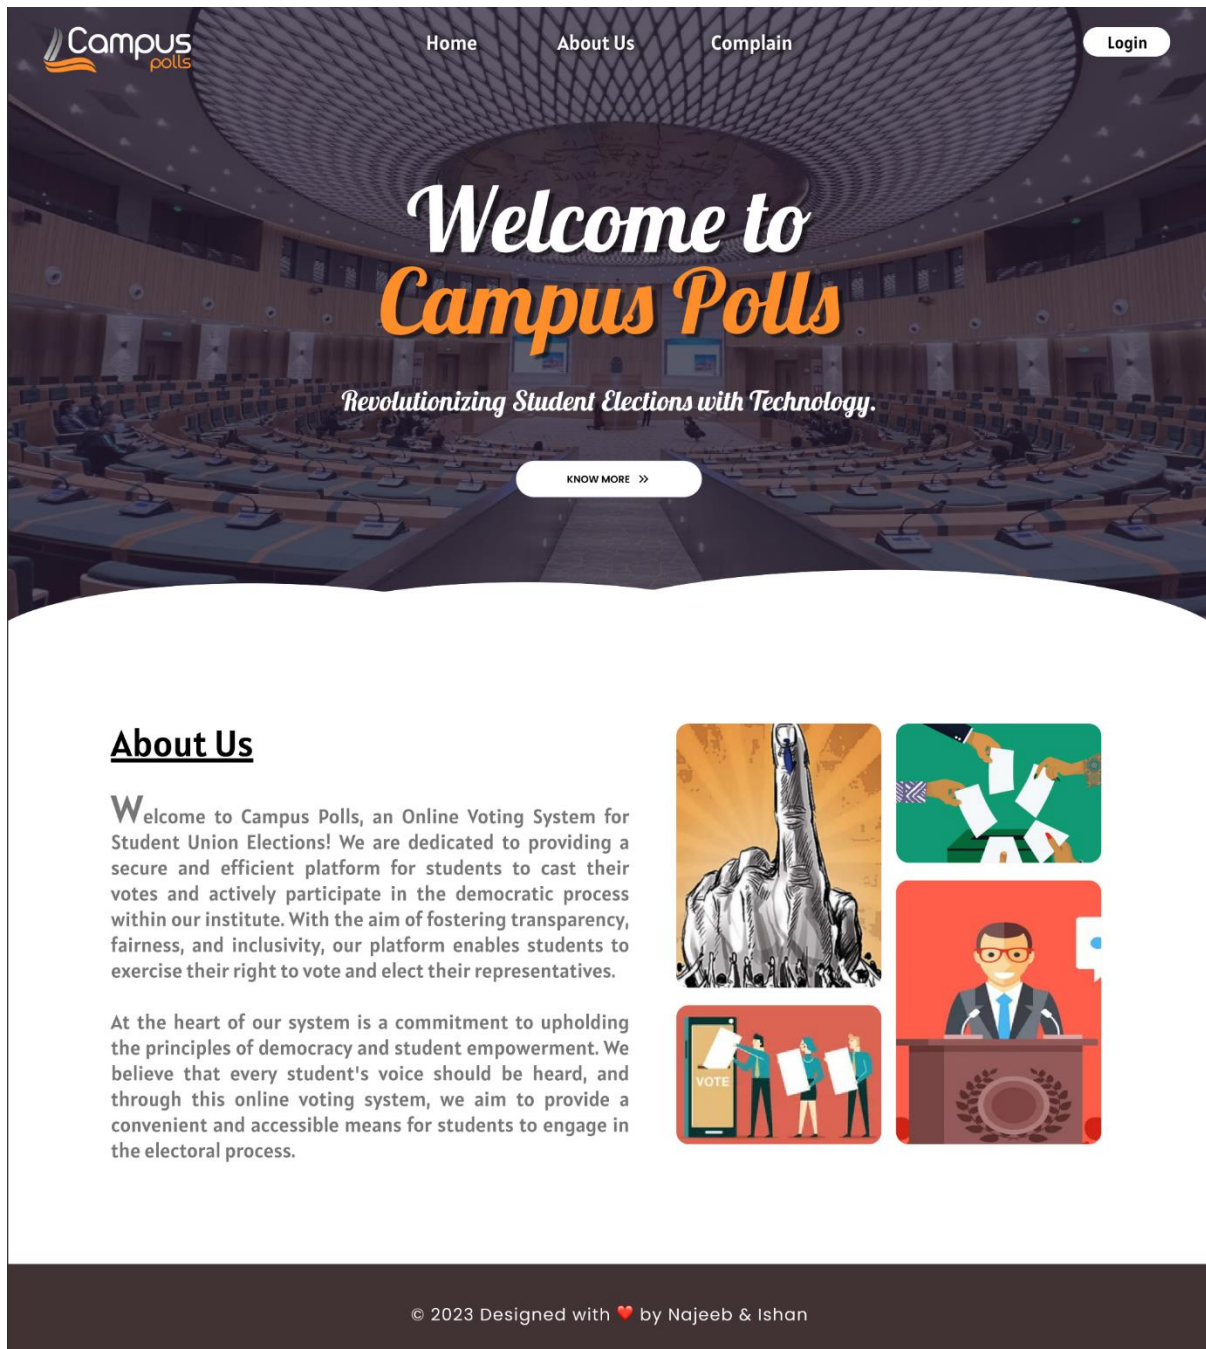 Campus
polls
Home
About Us
Complain
Login
Welcome to
Campus Polls
Revolutionizing Student Elections with Technology.
KNOW MORE »
About Us
Welcome to Campus Polls, an Online Voting System for
Student Union Elections! We are dedicated to providing a
secure and efficient platform for students to cast their
votes and actively participate in the democratic process
within our institute. With the aim of fostering transparency,
fairness, and inclusivity, our platform enables students to
exercise their right to vote and elect their representatives.
At the heart of our system is a commitment to upholding
the principles of democracy and student empowerment. We
believe that every student's voice should be heard, and
through this online voting system, we aim to provide a
convenient and accessible means for students to engage in
the electoral process.
VOTE
© 2023 Designed with ❤️ by Najeeb & Ishan